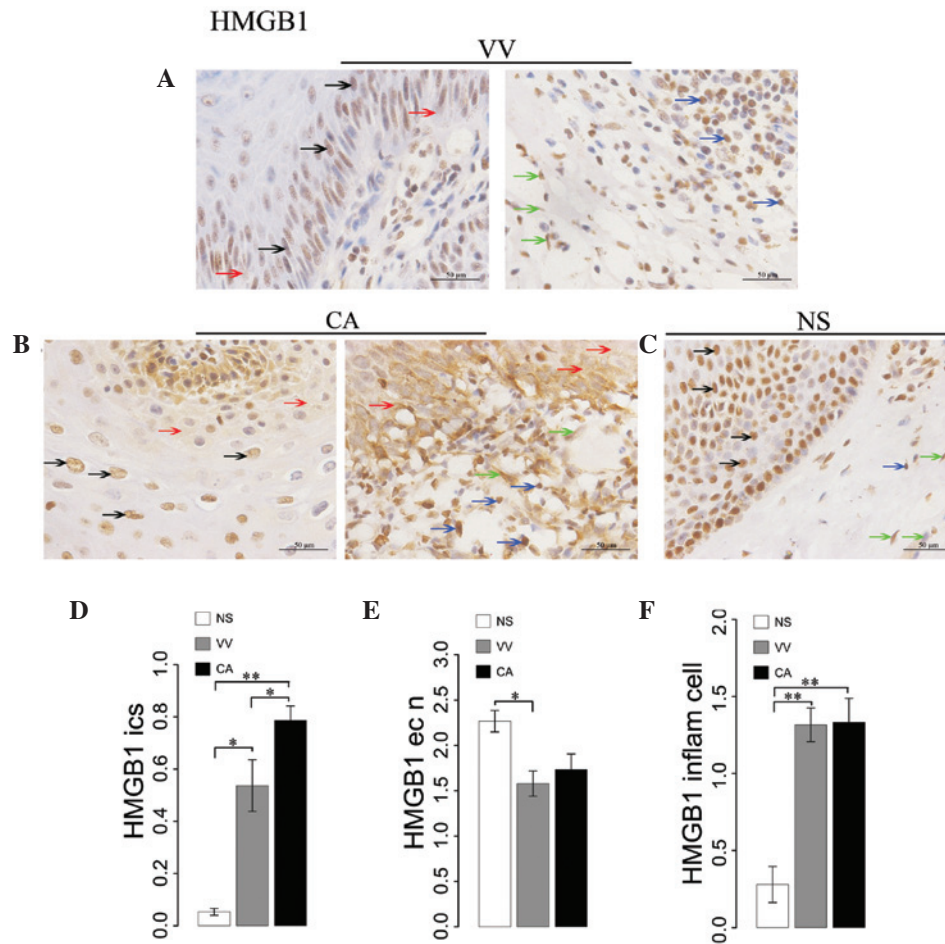 HMGB1
VV
A
50 μm
50 μm
CA
NS
B
C
50 μm
50 μm
50 μm
D
E
F
NS
VV
CA
HMGB1 ics
0.0 0.2 0.4 0.6 0.8 1.0
*
**
*
NS
VV
CA
HMGB1 ec n
0.0 0.5 1.0 1.5 2.0 2.5 3.0
*
NS
VV
CA
HMGB1 inflam cell
0.0 0.5 1.0 1.5 2.0
**
**